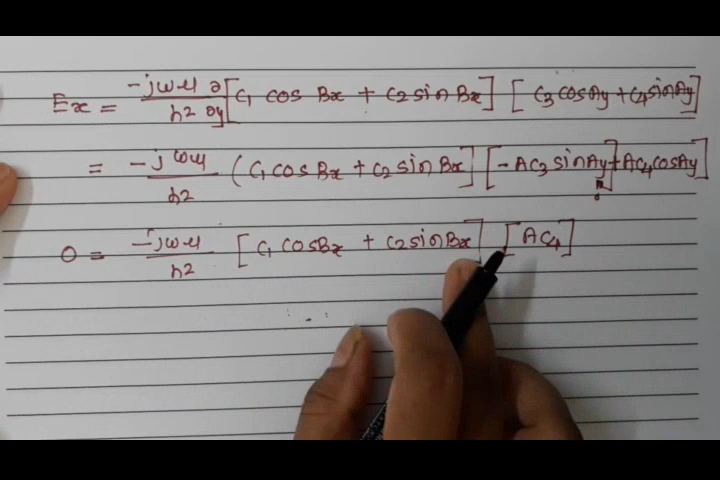 Ex = -jωμ/h2 ∂/∂y [C1 cos Bx + C2 sin Bx] [C3 cos Ay + C4 sin Ay]
= -jωμ/h2 (C1 cos Bx + C2 sin Bx] [-AC3 sin Ay + AC4 cos Ay]
0 = -jωμ/h2 [C1 cos Bx + C2 sin Bx] [AC4]